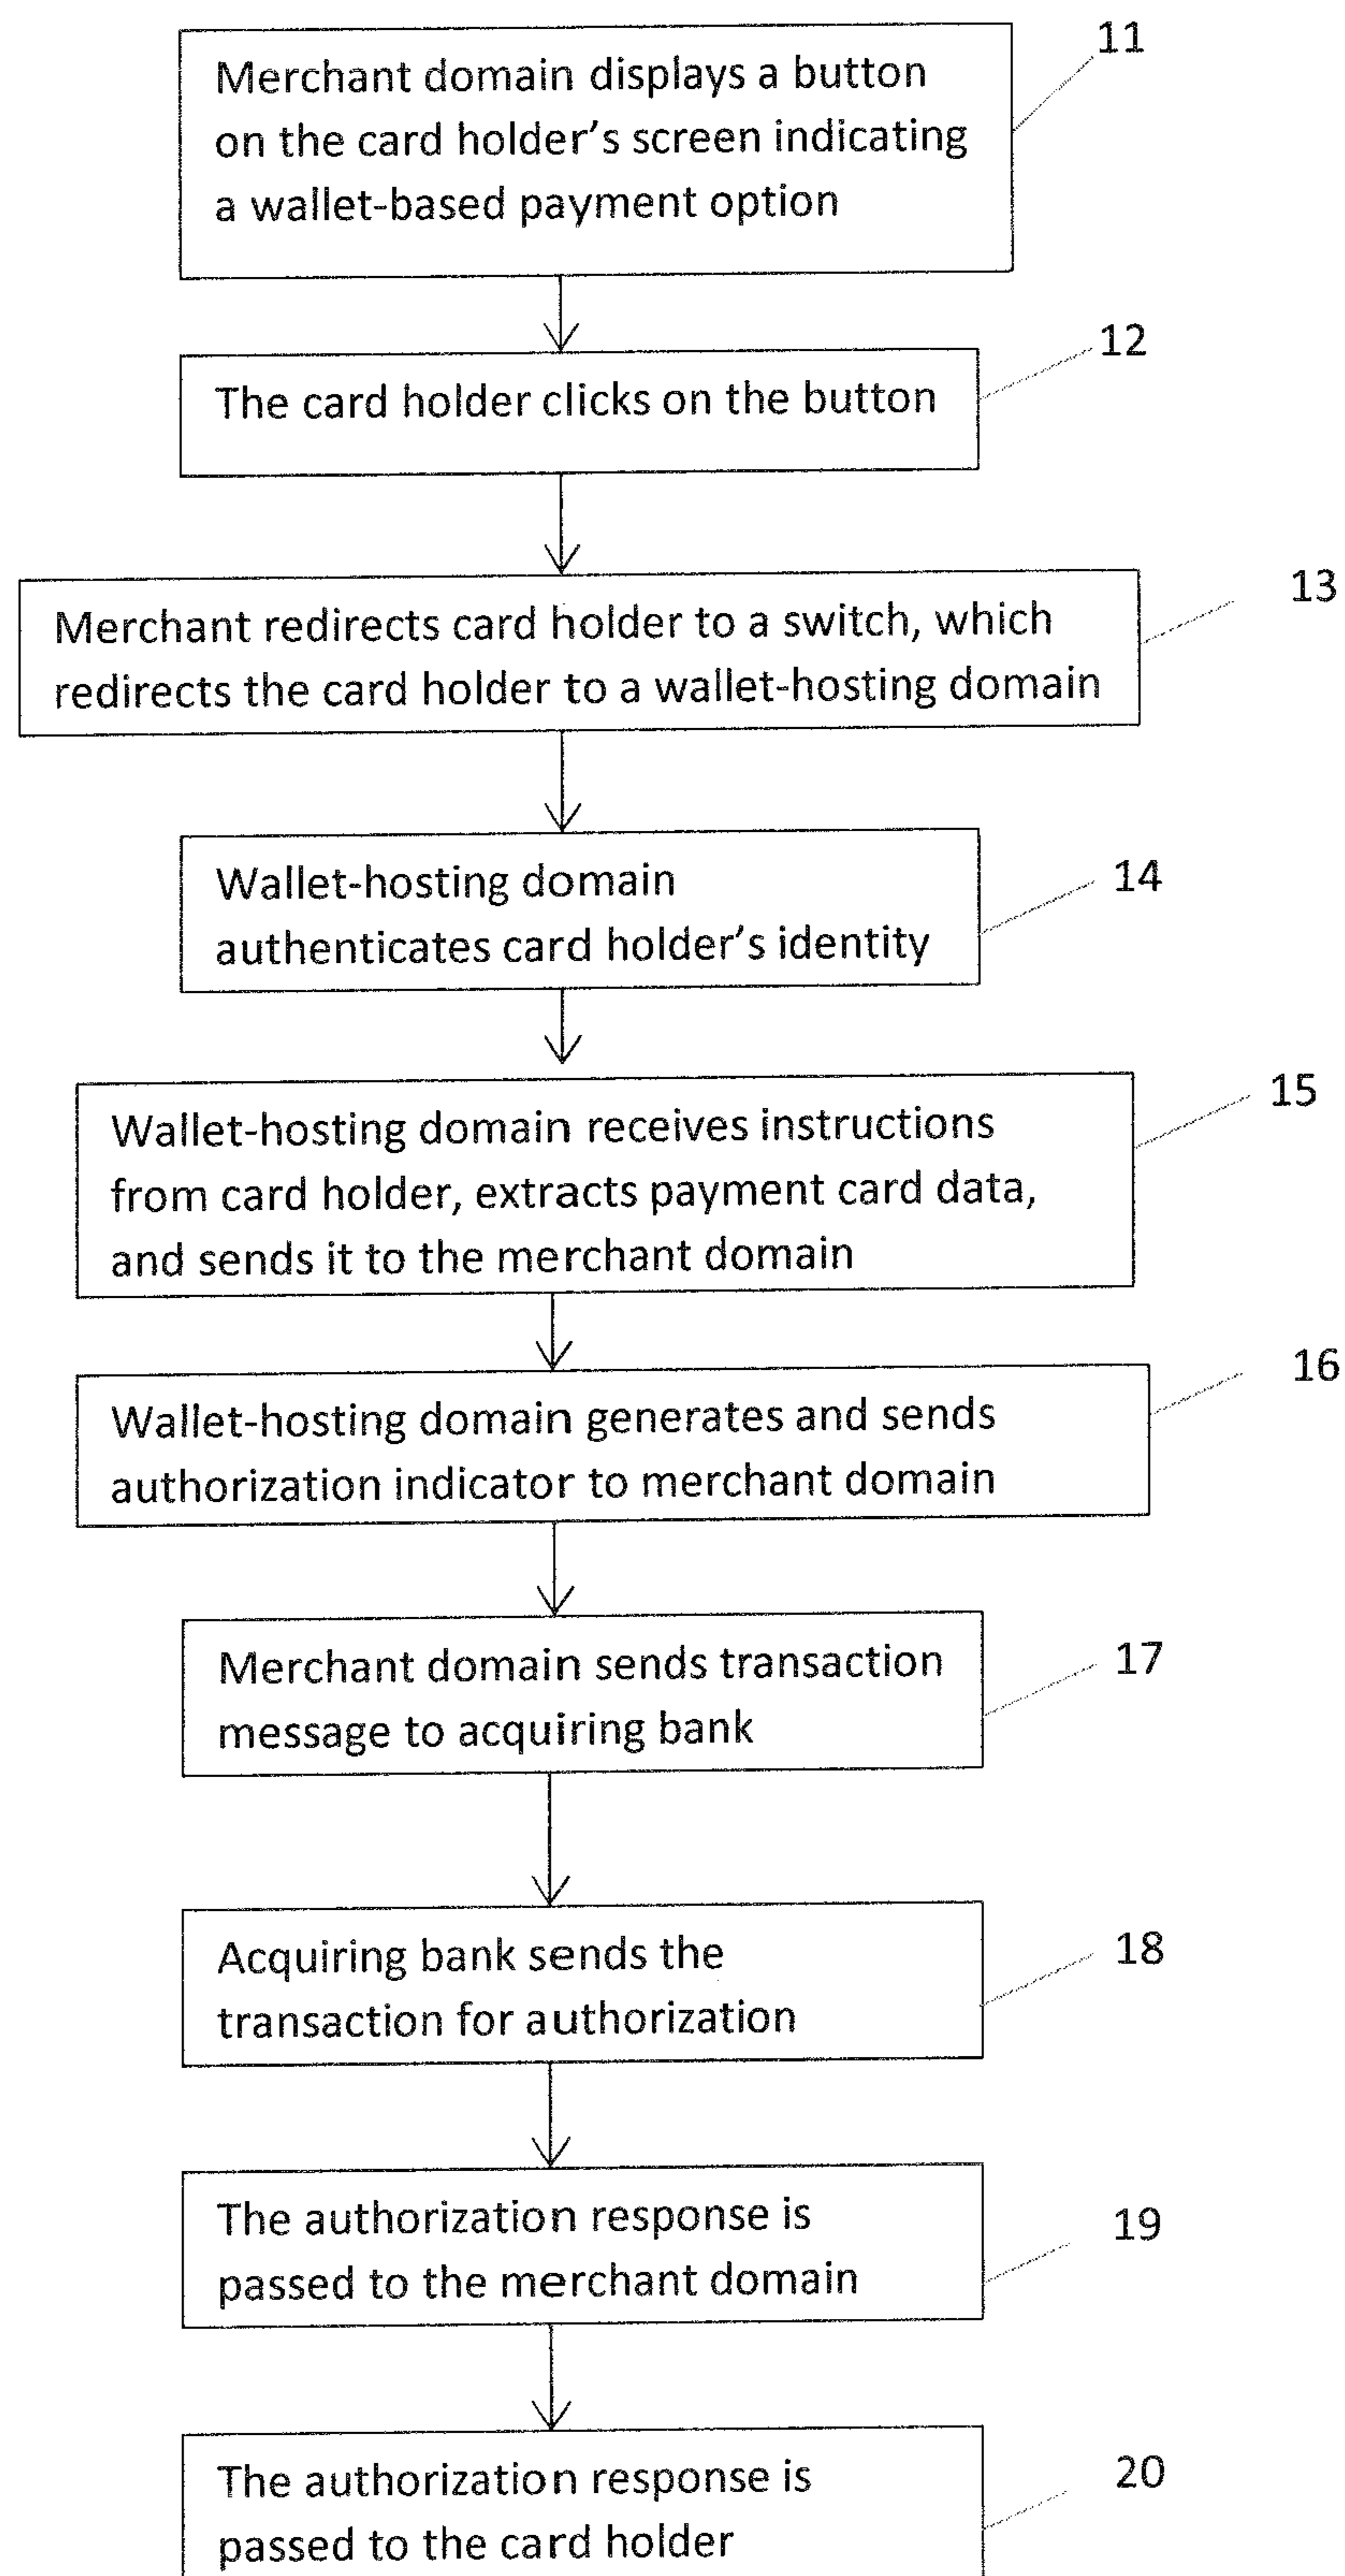 Merchant domain displays a button
on the card holder's screen indicating
a wallet-based payment option
11
The card holder clicks on the button
12
Merchant redirects card holder to a switch, which
redirects the card holder to a wallet-hosting domain
13
Wallet-hosting domain
authenticates card holder's identity
14
Wallet-hosting domain receives instructions
from card holder, extracts payment card data,
and sends it to the merchant domain
15
Wallet-hosting domain generates and sends
authorization indicator to merchant domain
16
Merchant domain sends transaction
message to acquiring bank
17
Acquiring bank sends the
transaction for authorization
18
The authorization response is
passed to the merchant domain
19
The authorization response is
passed to the card holder
20